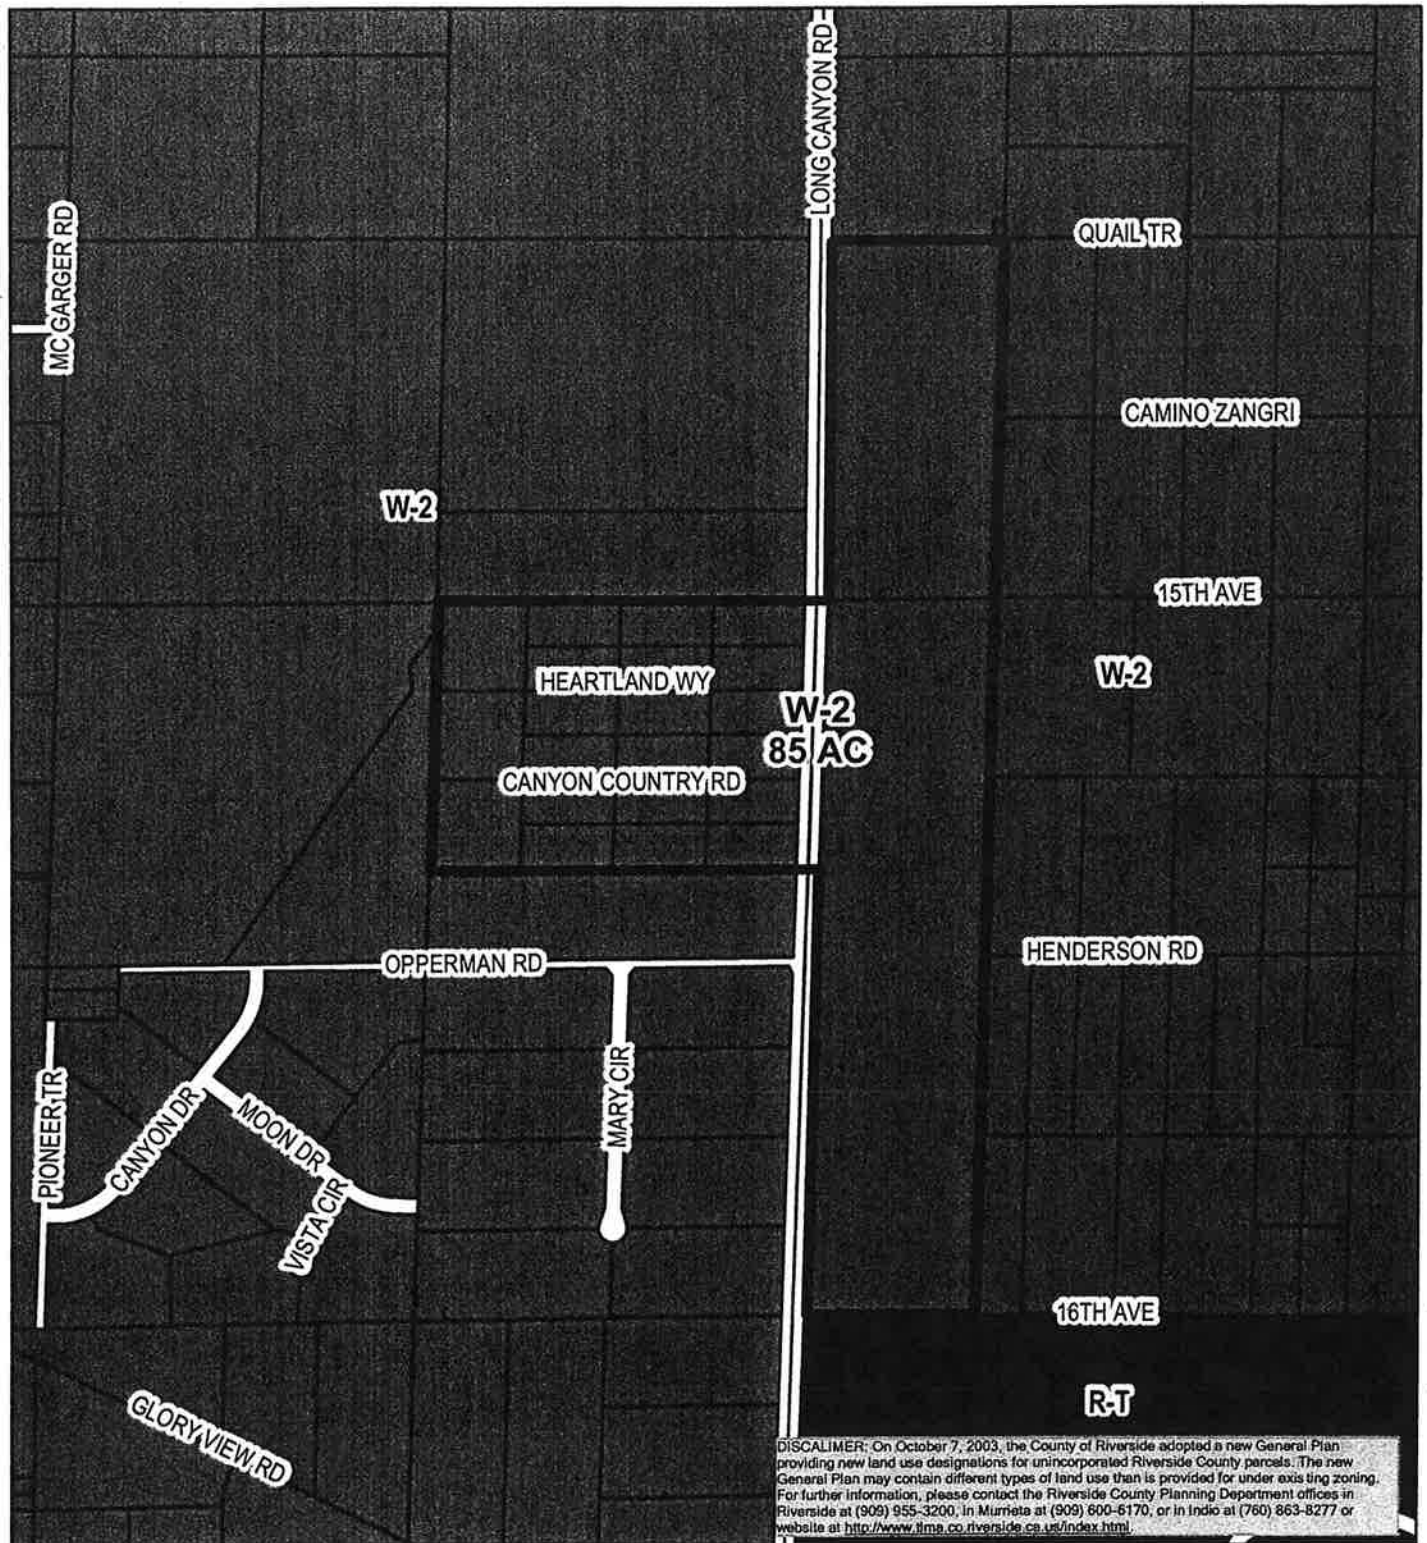 LONG CANYON RD
MC GARGER RD
QUAIL TR
CAMINO ZANGRI
W-2
15TH AVE
HEARTLAND WY
W-2
W-2
85 AC
CANYON COUNTRY RD
OPPERMAN RD
HENDERSON RD
PIONEER TR
CANYON DR
MOON DR
MARY CIR
VISTA CIR
16TH AVE
R-T
GLORY VIEW RD
DISCALIMER: On October 7, 2003, the County of Riverside adopted a new General Plan
providing new land use designations for unincorporated Riverside County parcels. The new
General Plan may contain different types of land use than is provided for under existing zoning.
For further information, please contact the Riverside County Planning Department offices in
Riverside at (909) 955-3200, in Murrieta at (909) 600-6170, or in Indio at (760) 863-8277 or
website at http://www.tlma.co.riverside.ca.us/index.html.